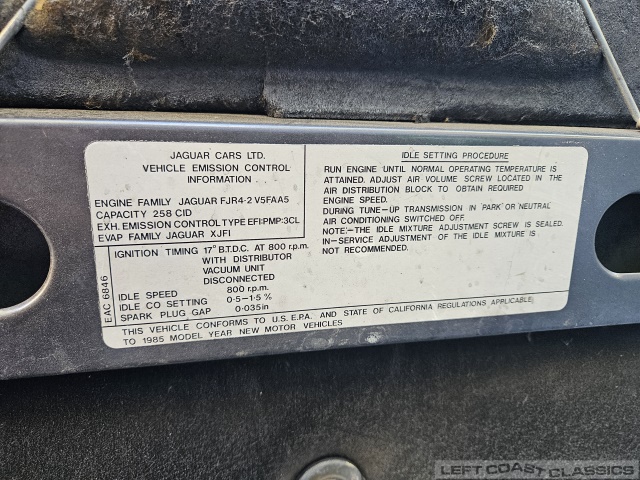 JAGUAR CARS LTD.
VEHICLE EMISSION CONTROL
INFORMATION
ENGINE FAMILY JAGUAR FJR4·2 V5FAA5
CAPACITY 258 CID
EXH. EMISSION CONTROL TYPE EFI:PMP:3CL
EVAP FAMILY JAGUAR XJF1
IGNITION TIMING 17° B.T.D.C. AT 800 r.p.m.
WITH DISTRIBUTOR
VACUUM UNIT
DISCONNECTED
IDLE SPEED 800 r.p.m.
IDLE CO SETTING 0·5–1·5 %
SPARK PLUG GAP 0·035in
EAC 6846
IDLE SETTING PROCEDURE
RUN ENGINE UNTIL NORMAL OPERATING TEMPERATURE IS
ATTAINED. ADJUST AIR VOLUME SCREW LOCATED IN THE
AIR DISTRIBUTION BLOCK TO OBTAIN REQUIRED
ENGINE SPEED.
DURING TUNE-UP TRANSMISSION IN 'PARK' OR 'NEUTRAL'
AIR CONDITIONING SWITCHED OFF.
NOTE:-THE IDLE MIXTURE ADJUSTMENT SCREW IS SEALED.
IN-SERVICE ADJUSTMENT OF THE IDLE MIXTURE IS
NOT RECOMMENDED.
THIS VEHICLE CONFORMS TO U.S. E.P.A. AND STATE OF CALIFORNIA REGULATIONS APPLICABLE
TO 1985 MODEL YEAR NEW MOTOR VEHICLES
LEFT COAST CLASSICS